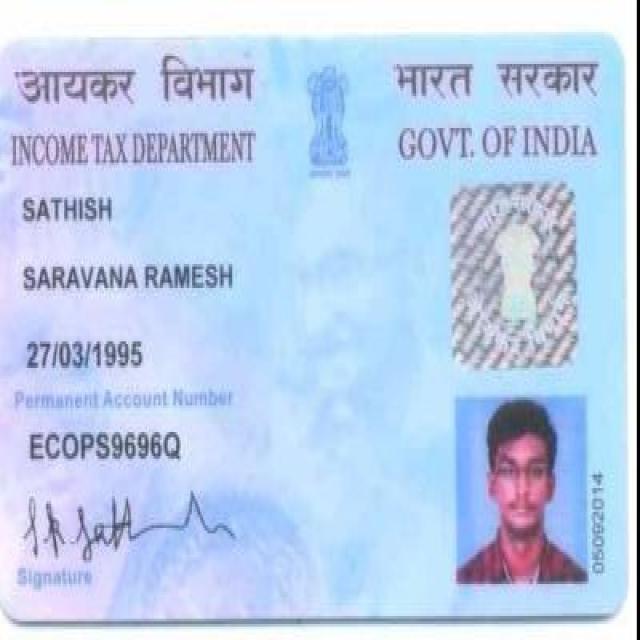 आयकर विभाग
भारत सरकार
INCOME TAX DEPARTMENT
GOVT. OF INDIA
SATHISH
SARAVANA RAMESH
27/03/1995
Permanent Account Number
ECOPS9696Q
Signature
05092014